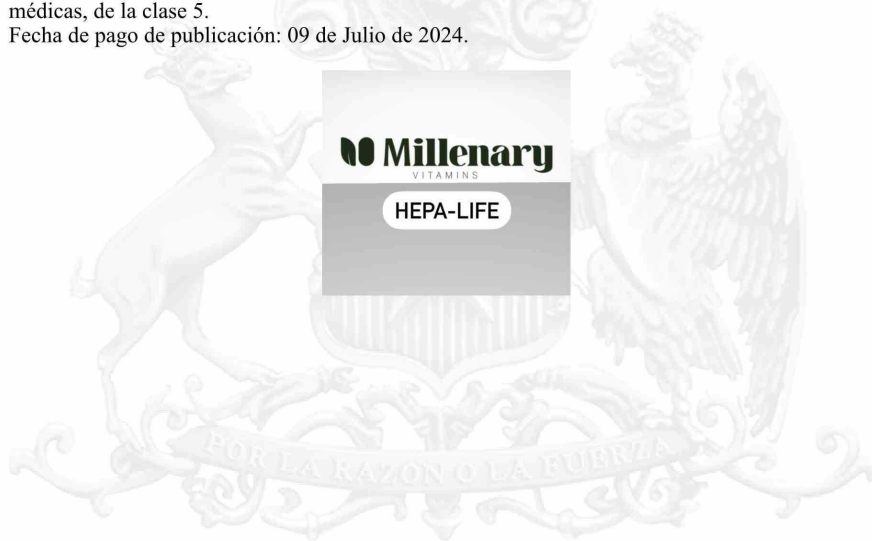 médicas, de la clase 5.
Fecha de pago de publicación: 09 de Julio de 2024.
Millenary
VITAMINS
HEPA-LIFE
POR LA RAZON O LA FUERZA